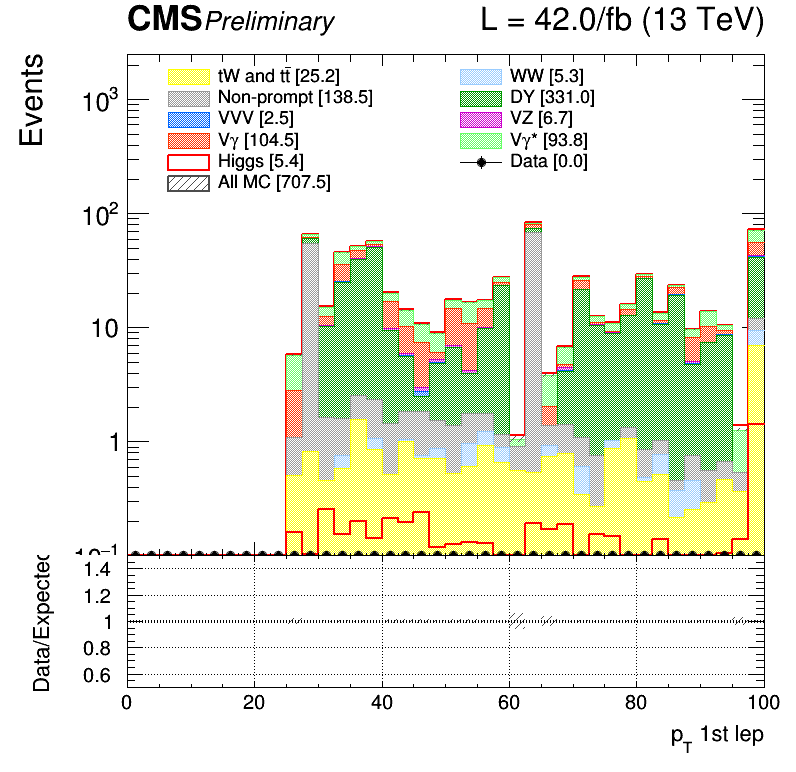 CMS Preliminary L = 42.0/fb (13 TeV)
Events
tW and tt̄ [25.2] WW [5.3]
Non-prompt [138.5] DY [331.0]
VVV [2.5] VZ [6.7]
Vγ [104.5] Vγ* [93.8]
Higgs [5.4] Data [0.0]
All MC [707.5]
10³
10²
10
1
10⁻¹
Data/Expected
1.4
1.2
1
0.8
0.6
0 20 40 60 80 100
p_T 1st lep